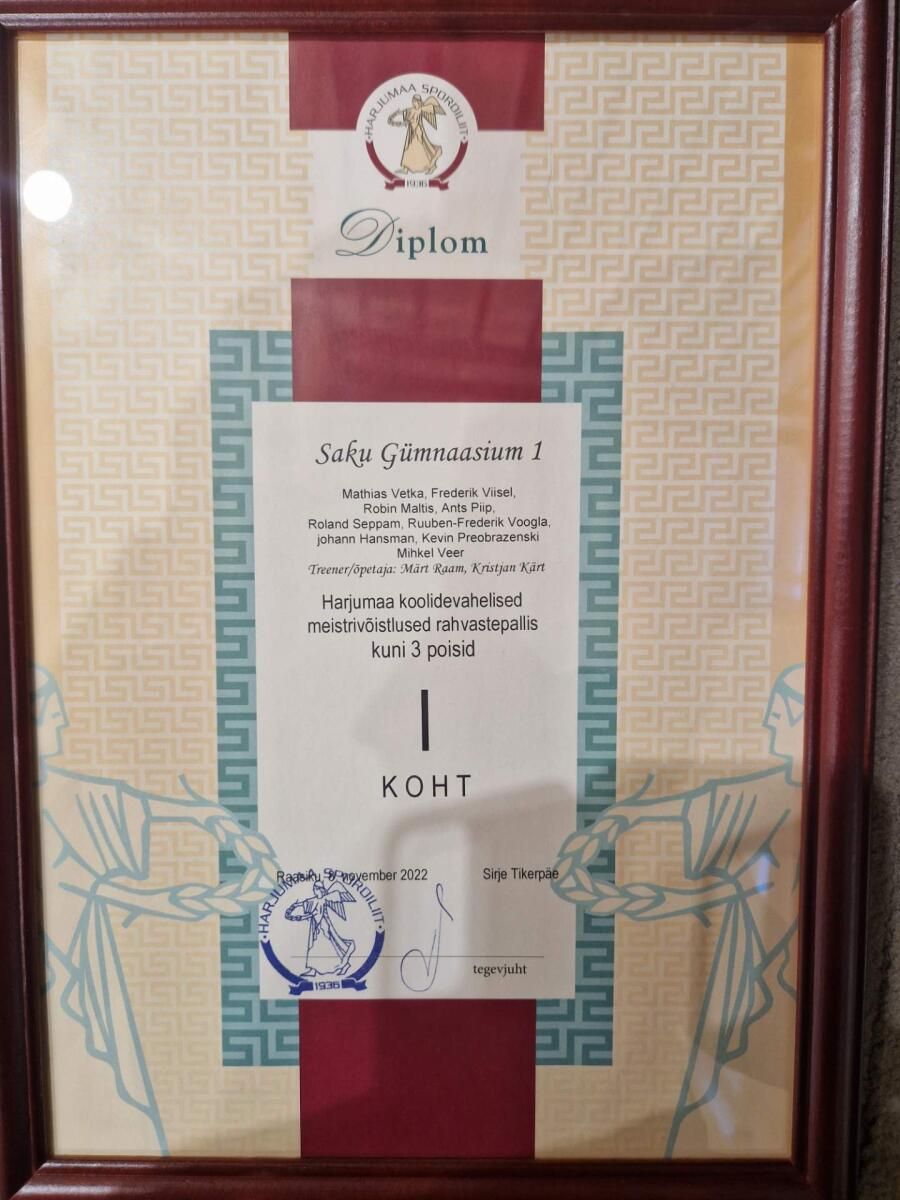 HARJUMAA SPORDILIIT
1936
Diplom
Saku Gümnaasium 1
Mathias Vetka, Frederik Viisel,
Robin Maltis, Ants Piip,
Roland Seppam, Ruuben-Frederik Voogla,
johann Hansman, Kevin Preobrazenski
Mihkel Veer
Treener/õpetaja: Märt Raam, Kristjan Kärt
Harjumaa koolidevahelised
meistrivõistlused rahvastepallis
kuni 3 poisid
I
KOHT
Raasiku, november 2022 Sirje Tikerpäe
HARJUMAA SPORDILIIT
1936
tegevjuht